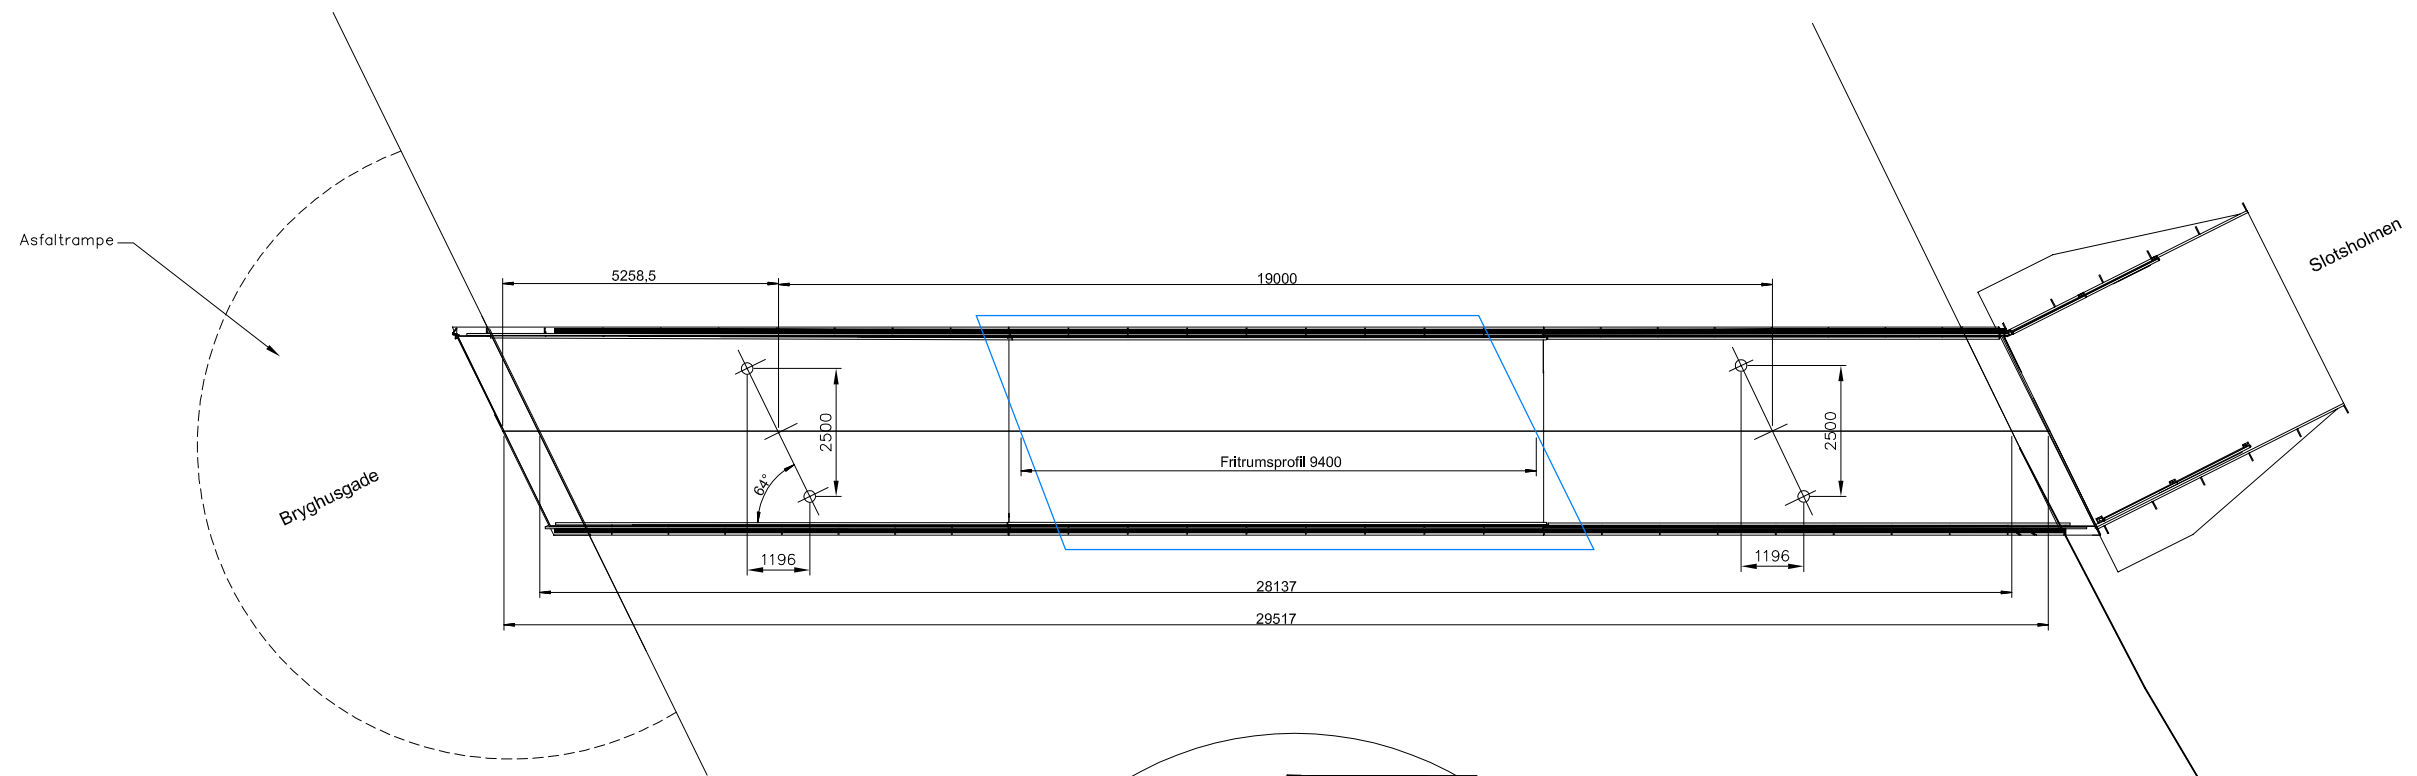 Asfaltrampe
Bryghusgade
Slotsholmen
5258,5
19000
2500
2500
64°
Fritrumsprofil 9400
1196
1196
28137
29517